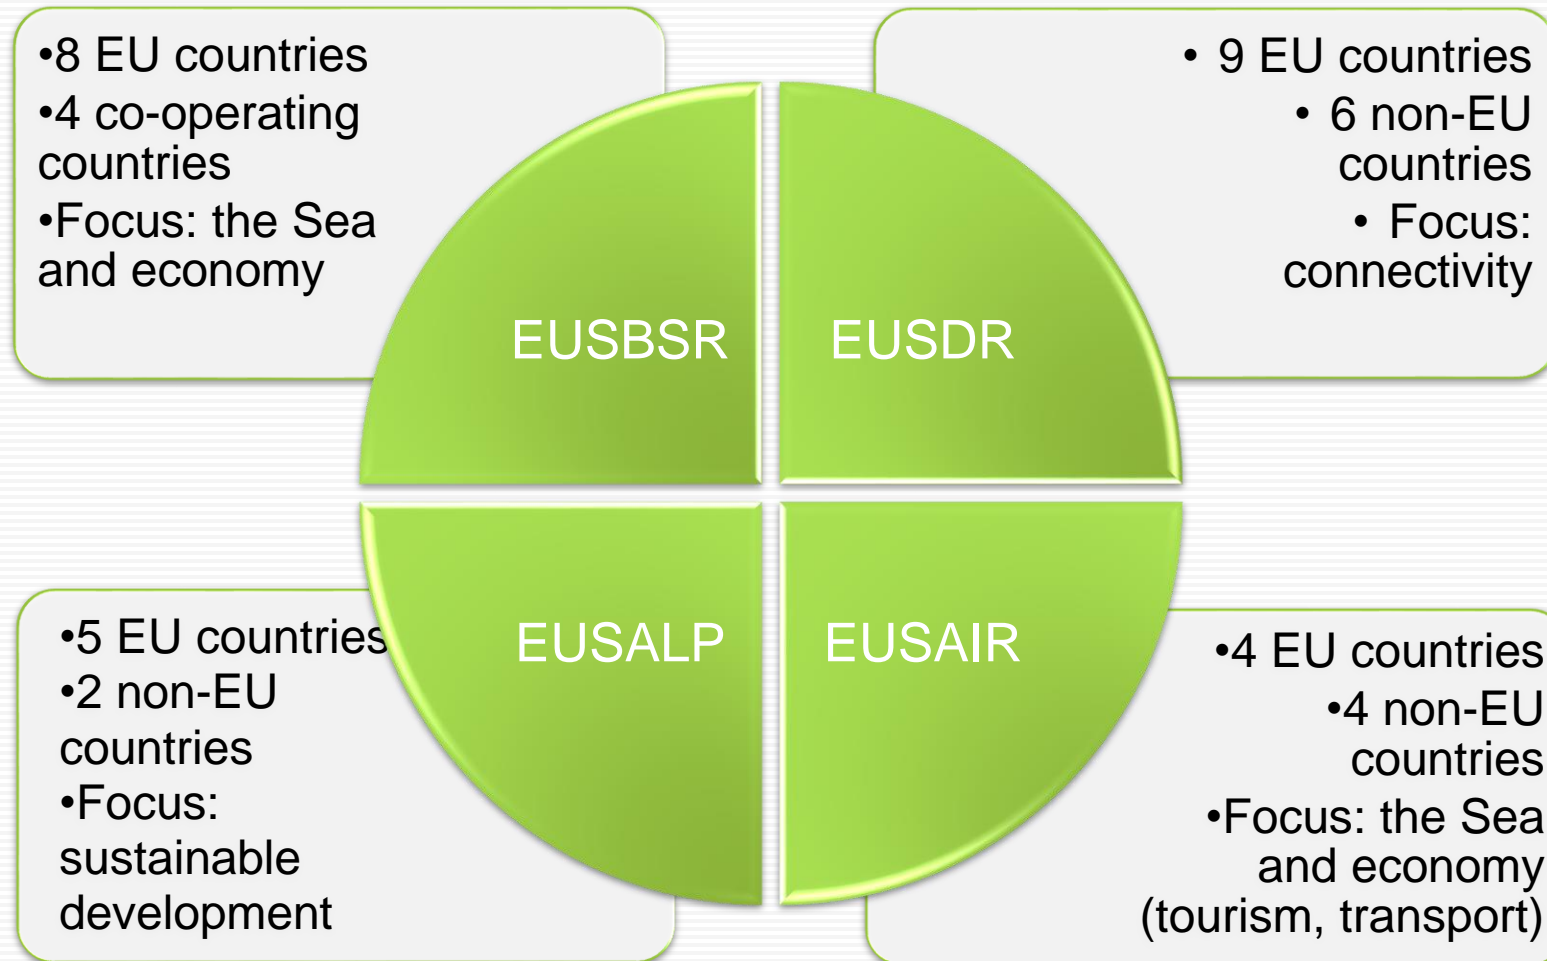 •8 EU countries
•4 co-operating
countries
•Focus: the Sea
and economy
• 9 EU countries
• 6 non-EU
countries
• Focus:
connectivity
EUSBSR
EUSDR
EUSALP
EUSAIR
•5 EU countries
•2 non-EU
countries
•Focus:
sustainable
development
•4 EU countries
•4 non-EU
countries
•Focus: the Sea
and economy
(tourism, transport)